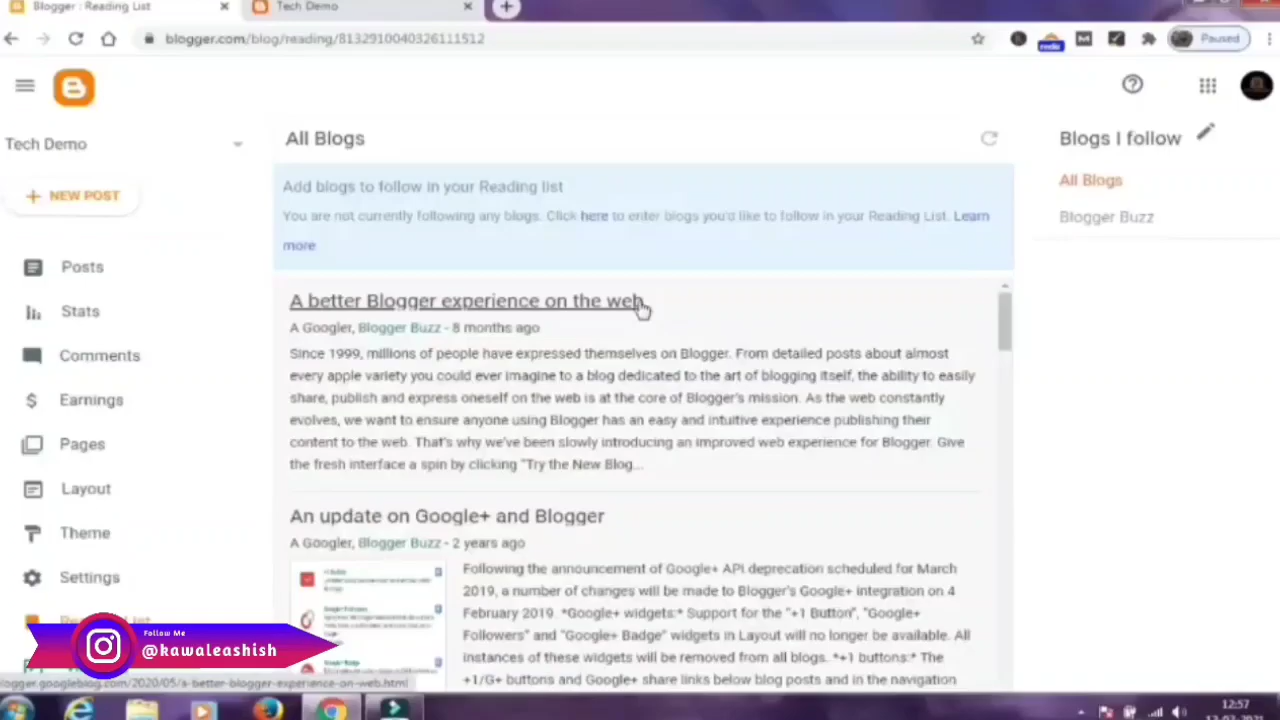 Blogger : Reading List
Tech Demo
blogger.com/blog/reading/8132910040326111512
Paused
Tech Demo
NEW POST
Posts
Stats
Comments
Earnings
Pages
Layout
Theme
Settings
All Blogs
Add blogs to follow in your Reading list
You are not currently following any blogs. Click here to enter blogs you'd like to follow in your Reading List. Learn
more
A better Blogger experience on the web
A Googler, Blogger Buzz - 8 months ago
Since 1999, millions of people have expressed themselves on Blogger. From detailed posts about almost
every apple variety you could ever imagine to a blog dedicated to the art of blogging itself, the ability to easily
share, publish and express oneself on the web is at the core of Blogger's mission. As the web constantly
evolves, we want to ensure anyone using Blogger has an easy and intuitive experience publishing their
content to the web. That's why we've been slowly introducing an improved web experience for Blogger. Give
the fresh interface a spin by clicking "Try the New Blog...
An update on Google+ and Blogger
A Googler, Blogger Buzz - 2 years ago
Following the announcement of Google+ API deprecation scheduled for March
2019, a number of changes will be made to Blogger's Google+ integration on 4
February 2019. *Google+ widgets:* Support for the "+1 Button", "Google+
Followers" and "Google+ Badge" widgets in Layout will no longer be available. All
instances of these widgets will be removed from all blogs. *+1 buttons:* The
+1/G+ buttons and Google+ share links below blog posts and in the navigation
Blogs I follow
All Blogs
Blogger Buzz
Follow Me
@kawaleashish
logger.googleblog.com/2020/05/a-better-blogger-experience-on-web.html
12:57